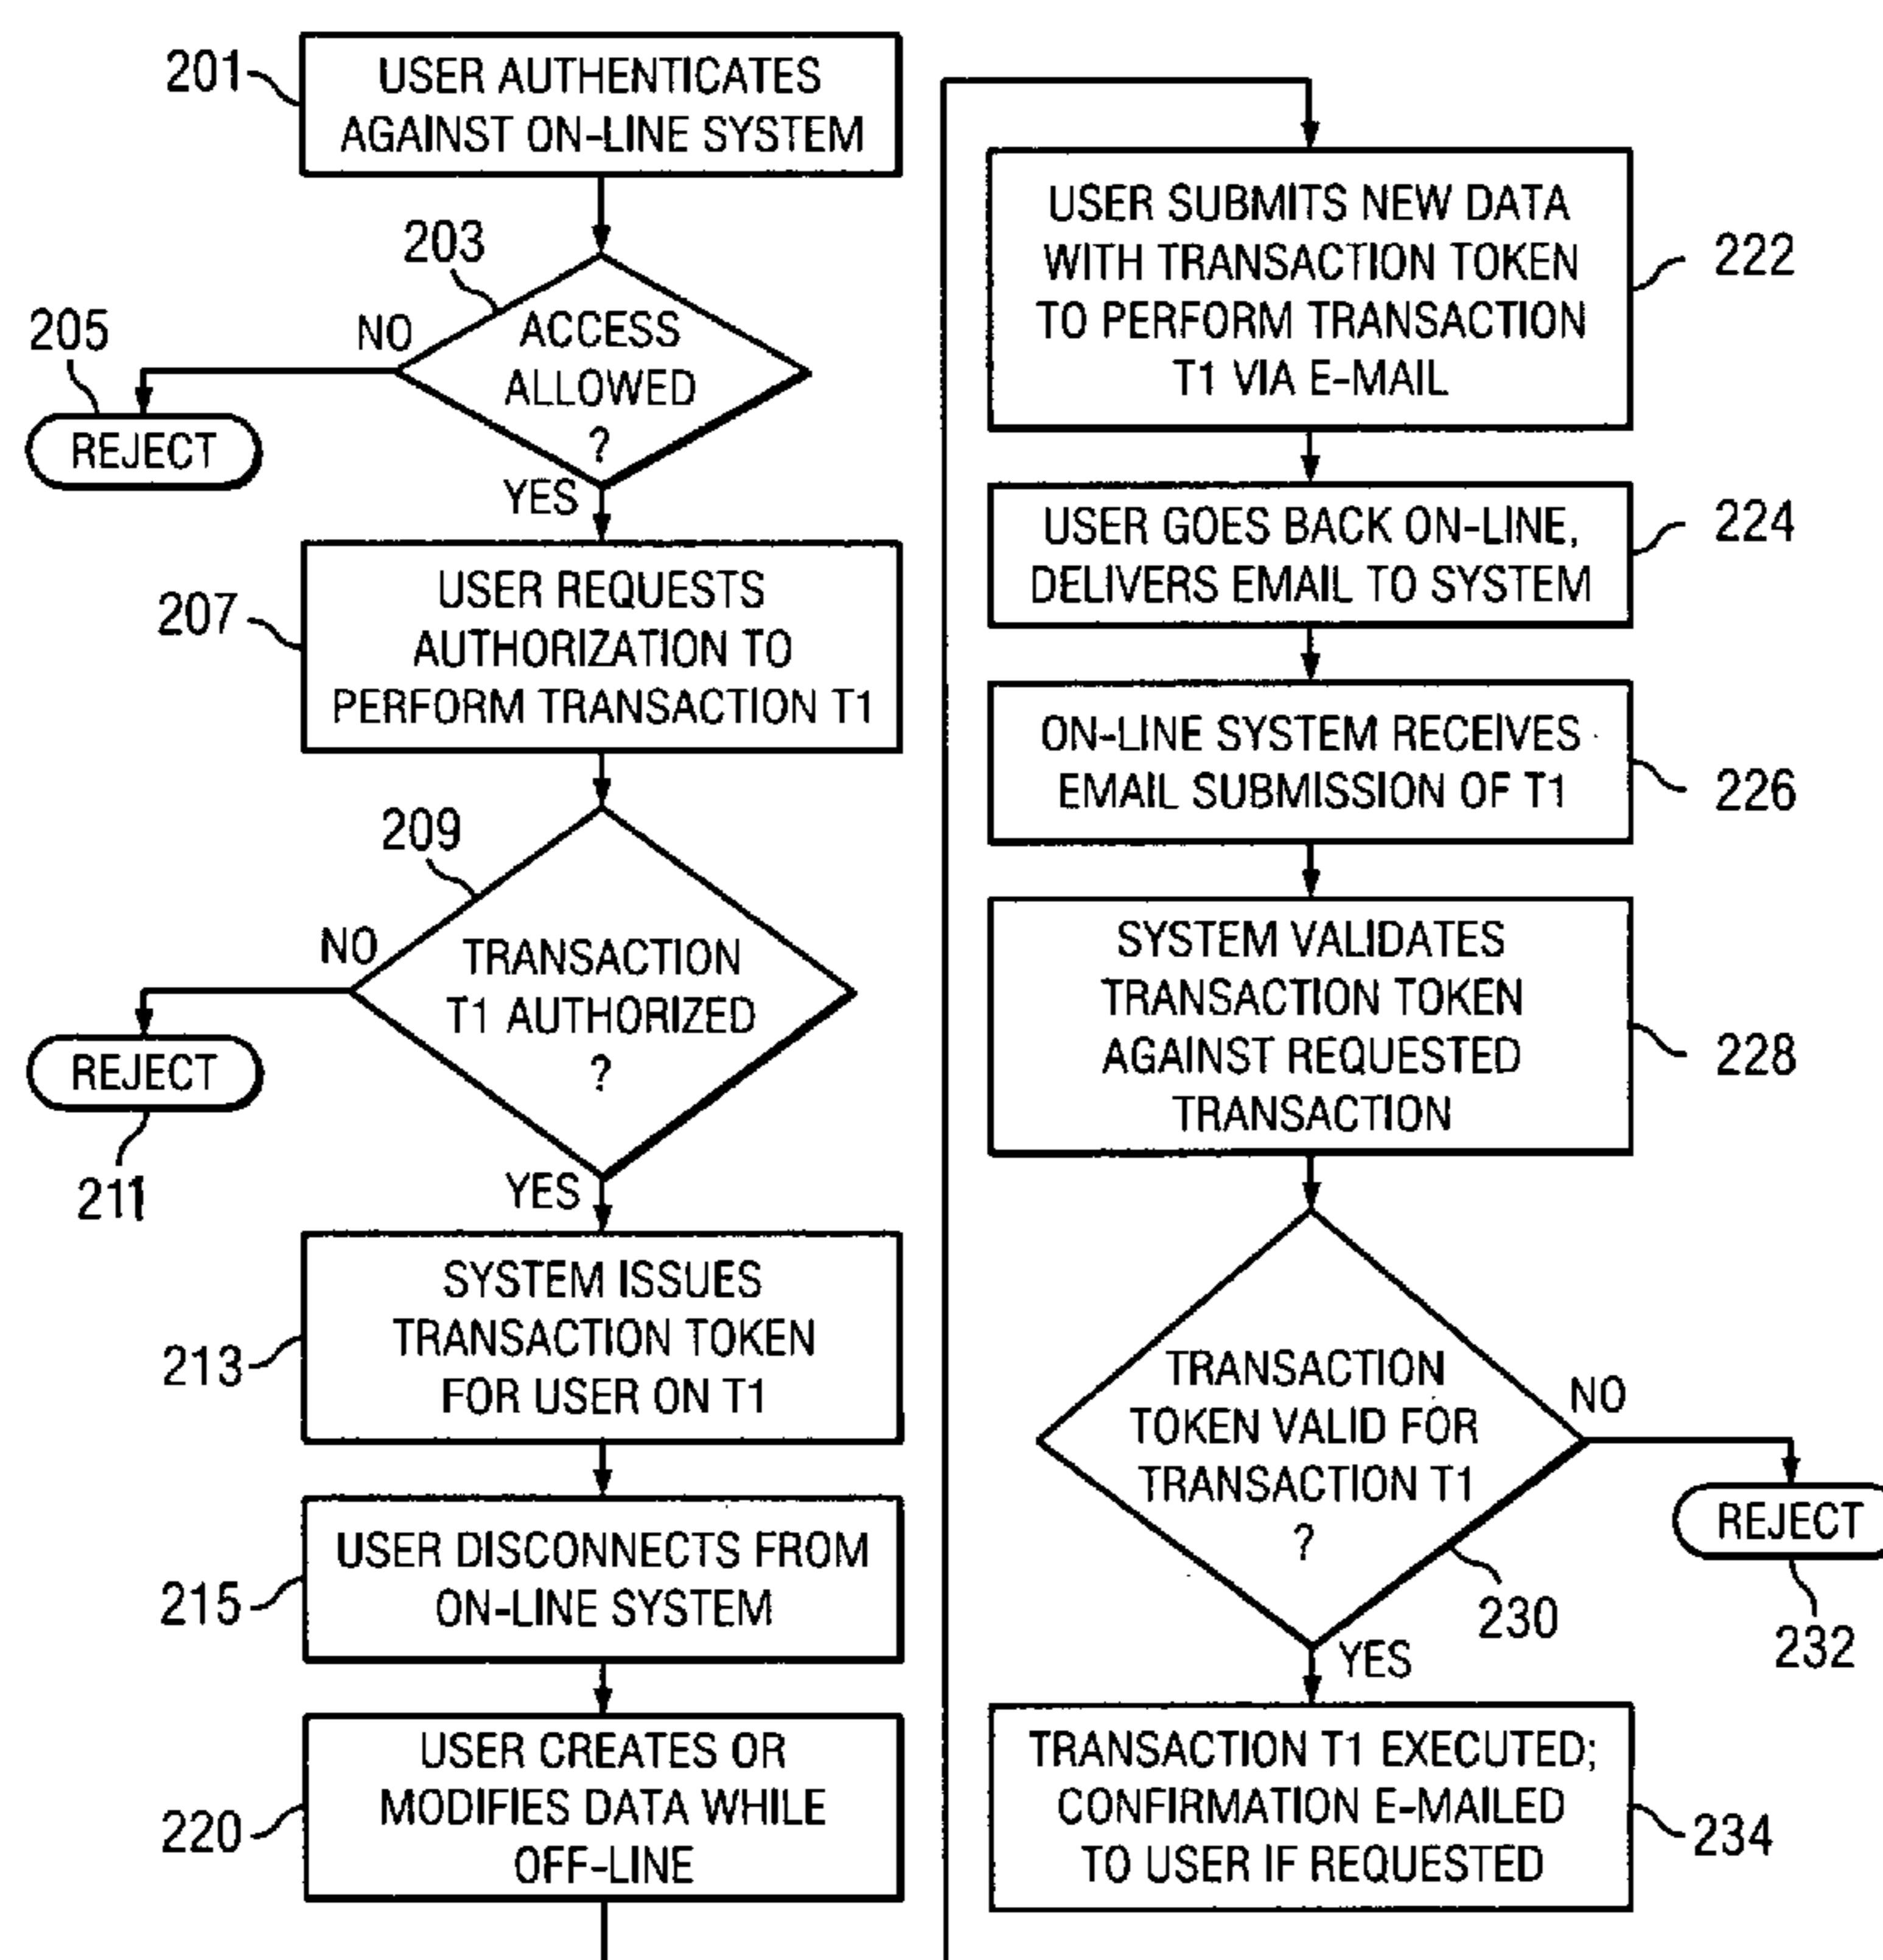 201
USER AUTHENTICATES
AGAINST ON-LINE SYSTEM
203
ACCESS
ALLOWED
?
NO
205
REJECT
YES
207
USER REQUESTS
AUTHORIZATION TO
PERFORM TRANSACTION T1
209
TRANSACTION
T1 AUTHORIZED
?
NO
REJECT
211
YES
213
SYSTEM ISSUES
TRANSACTION TOKEN
FOR USER ON T1
215
USER DISCONNECTS FROM
ON-LINE SYSTEM
220
USER CREATES OR
MODIFIES DATA WHILE
OFF-LINE
USER SUBMITS NEW DATA
WITH TRANSACTION TOKEN
TO PERFORM TRANSACTION
T1 VIA E-MAIL
222
USER GOES BACK ON-LINE,
DELIVERS EMAIL TO SYSTEM
224
ON-LINE SYSTEM RECEIVES
EMAIL SUBMISSION OF T1
226
SYSTEM VALIDATES
TRANSACTION TOKEN
AGAINST REQUESTED
TRANSACTION
228
TRANSACTION
TOKEN VALID FOR
TRANSACTION T1
?
NO
REJECT
232
230
YES
TRANSACTION T1 EXECUTED;
CONFIRMATION E-MAILED
TO USER IF REQUESTED
234